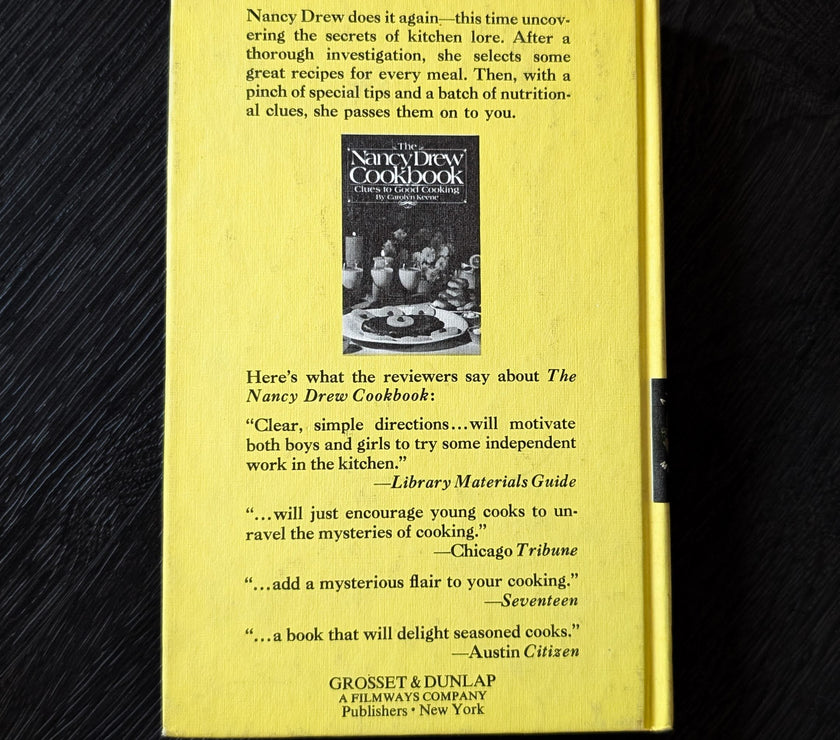 Nancy Drew does it again—this time uncov-
ering the secrets of kitchen lore. After a
thorough investigation, she selects some
great recipes for every meal. Then, with a
pinch of special tips and a batch of nutrition-
al clues, she passes them on to you.
The
Nancy Drew
Cookbook
Clues to Good Cooking
By Carolyn Keene
Here's what the reviewers say about The
Nancy Drew Cookbook:
“Clear, simple directions...will motivate
both boys and girls to try some independent
work in the kitchen.”
—Library Materials Guide
“...will just encourage young cooks to un-
ravel the mysteries of cooking.”
—Chicago Tribune
“...add a mysterious flair to your cooking.”
—Seventeen
“...a book that will delight seasoned cooks.”
—Austin Citizen
GROSSET & DUNLAP
A FILMWAYS COMPANY
Publishers • New York